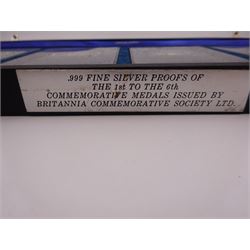 .999 FINE SILVER PROOFS OF
THE 1st TO THE 6th
COMMEMORATIVE MEDALS ISSUED BY
BRITANNIA COMMEMORATIVE SOCIETY LTD.